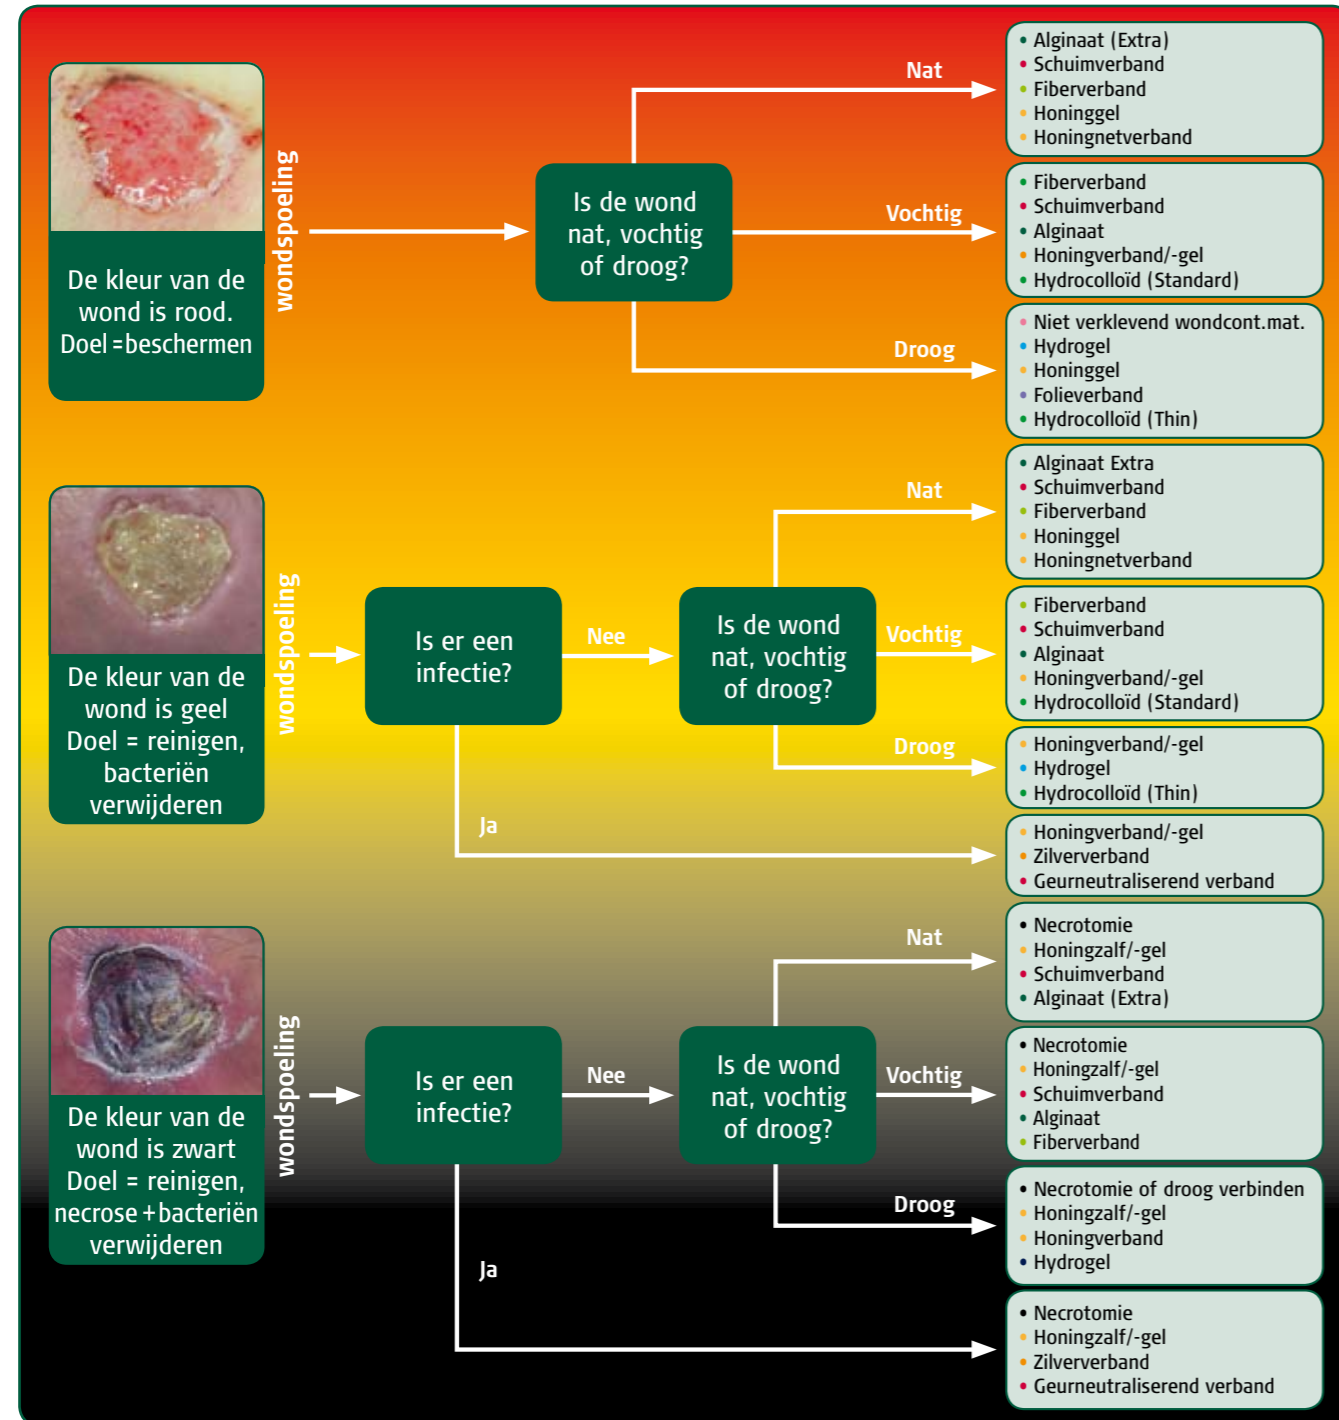 De kleur van de
wond is rood.
Doel =beschermen
wondspoeling
Is de wond
nat, vochtig
of droog?
Nat
• Alginaat (Extra)
• Schuimverband
• Fiberverband
• Honinggel
• Honingnetverband
Vochtig
• Fiberverband
• Schuimverband
• Alginaat
• Honingverband/-gel
• Hydrocolloïd (Standard)
Droog
• Niet verklevend wondcont.mat.
• Hydrogel
• Honinggel
• Folieverband
• Hydrocolloïd (Thin)
De kleur van de
wond is geel
Doel = reinigen,
bacteriën
verwijderen
wondspoeling
Is er een
infectie?
Nee
Is de wond
nat, vochtig
of droog?
Nat
• Alginaat Extra
• Schuimverband
• Fiberverband
• Honinggel
• Honingnetverband
Vochtig
• Fiberverband
• Schuimverband
• Alginaat
• Honingverband/-gel
• Hydrocolloïd (Standard)
Droog
• Honingverband/-gel
• Hydrogel
• Hydrocolloïd (Thin)
Ja
• Honingverband/-gel
• Zilververband
• Geurneutraliserend verband
De kleur van de
wond is zwart
Doel = reinigen,
necrose+bacteriën
verwijderen
wondspoeling
Is er een
infectie?
Nee
Is de wond
nat, vochtig
of droog?
Nat
• Necrotomie
• Honingzalf/-gel
• Schuimverband
• Alginaat (Extra)
Vochtig
• Necrotomie
• Honingzalf/-gel
• Schuimverband
• Alginaat
• Fiberverband
Droog
• Necrotomie of droog verbinden
• Honingzalf/-gel
• Honingverband
• Hydrogel
Ja
• Necrotomie
• Honingzalf/-gel
• Zilververband
• Geurneutraliserend verband